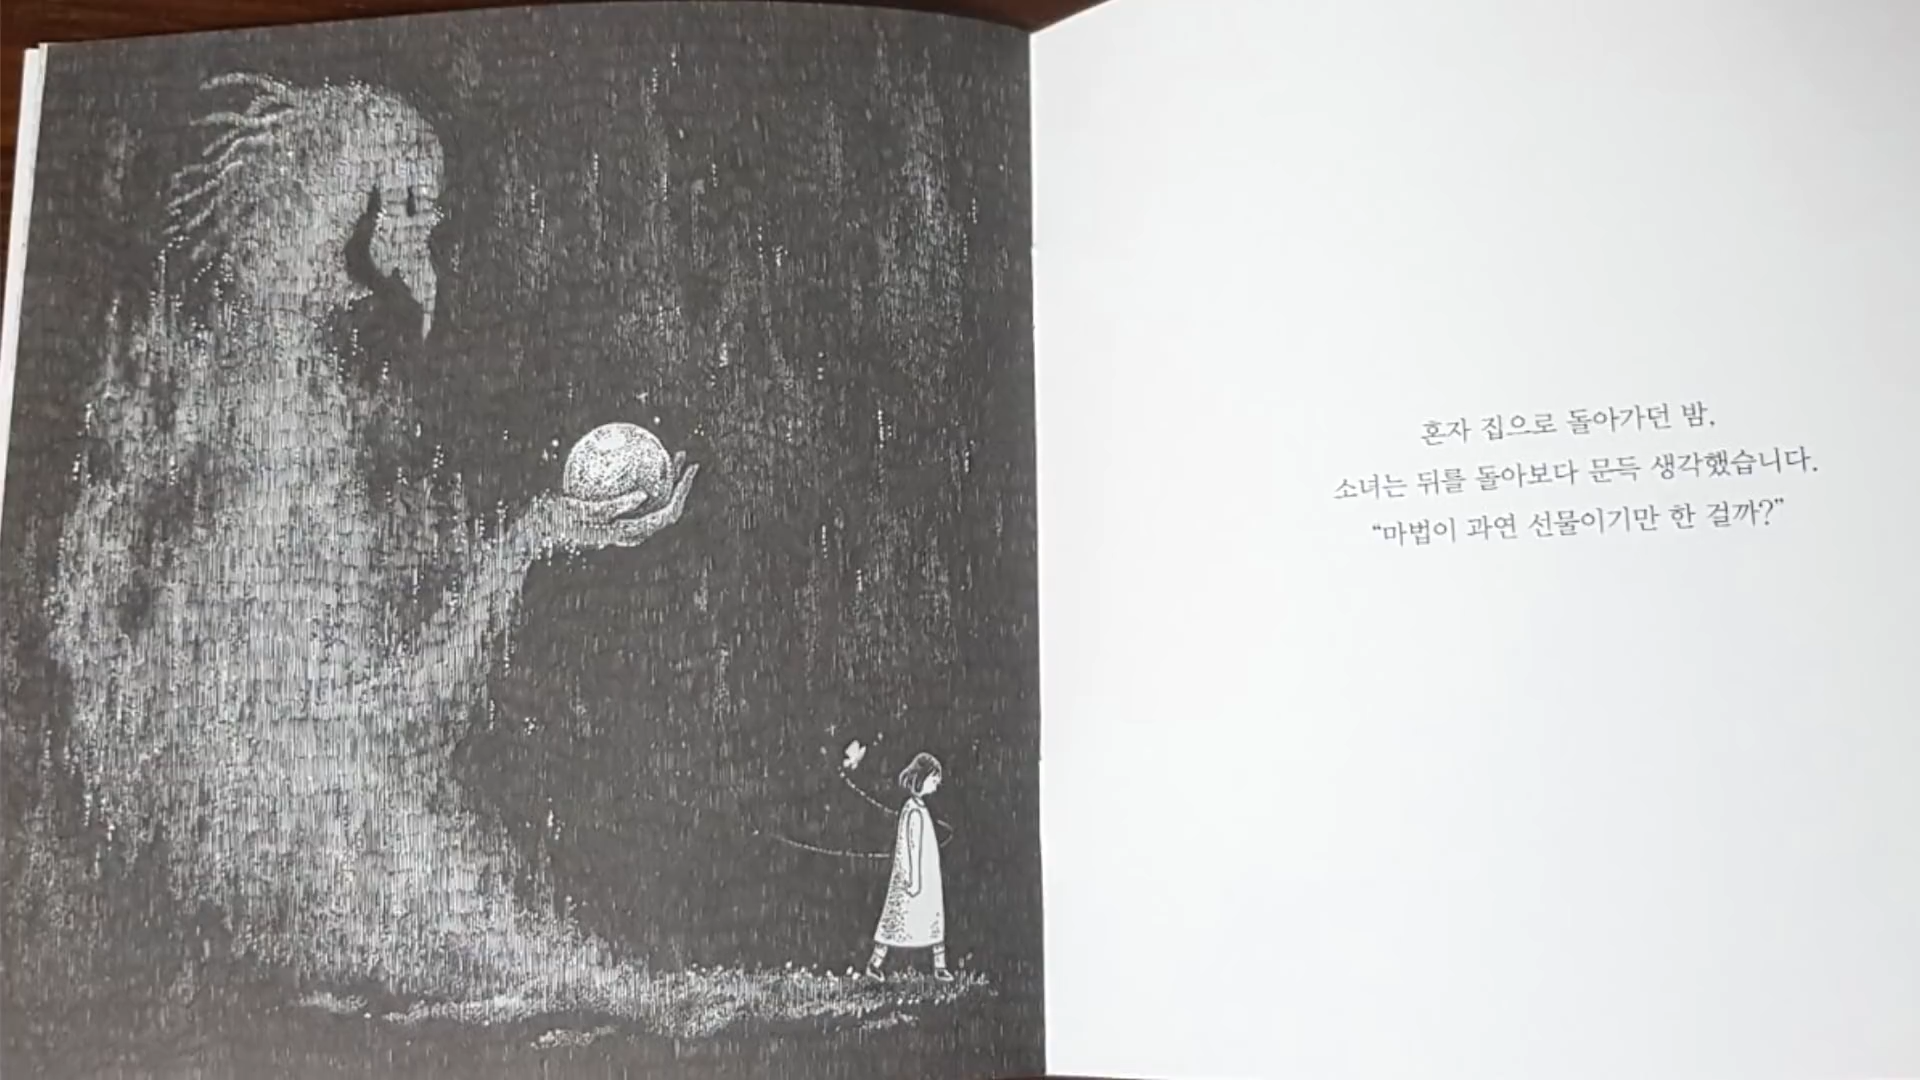 혼자 집으로 돌아가던 밤,
소녀는 뒤를 돌아보다 문득 생각했습니다.
“마법이 과연 선물이기만 한 걸까?”